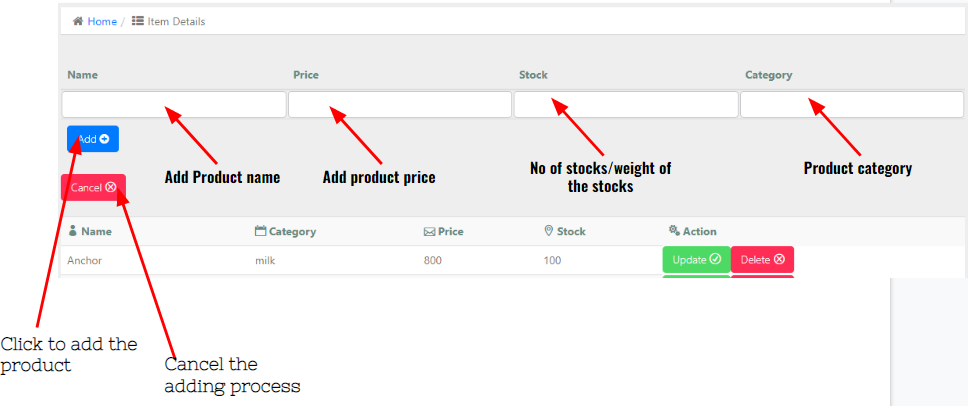 Home / Item Details
Name Price Stock Category
Add
Add Product name
Add product price
No of stocks/weight of
the stocks
Product category
Cancel
Name Category Price Stock Action
Anchor milk 800 100 Update Delete
Click to add the
product
Cancel the
adding process